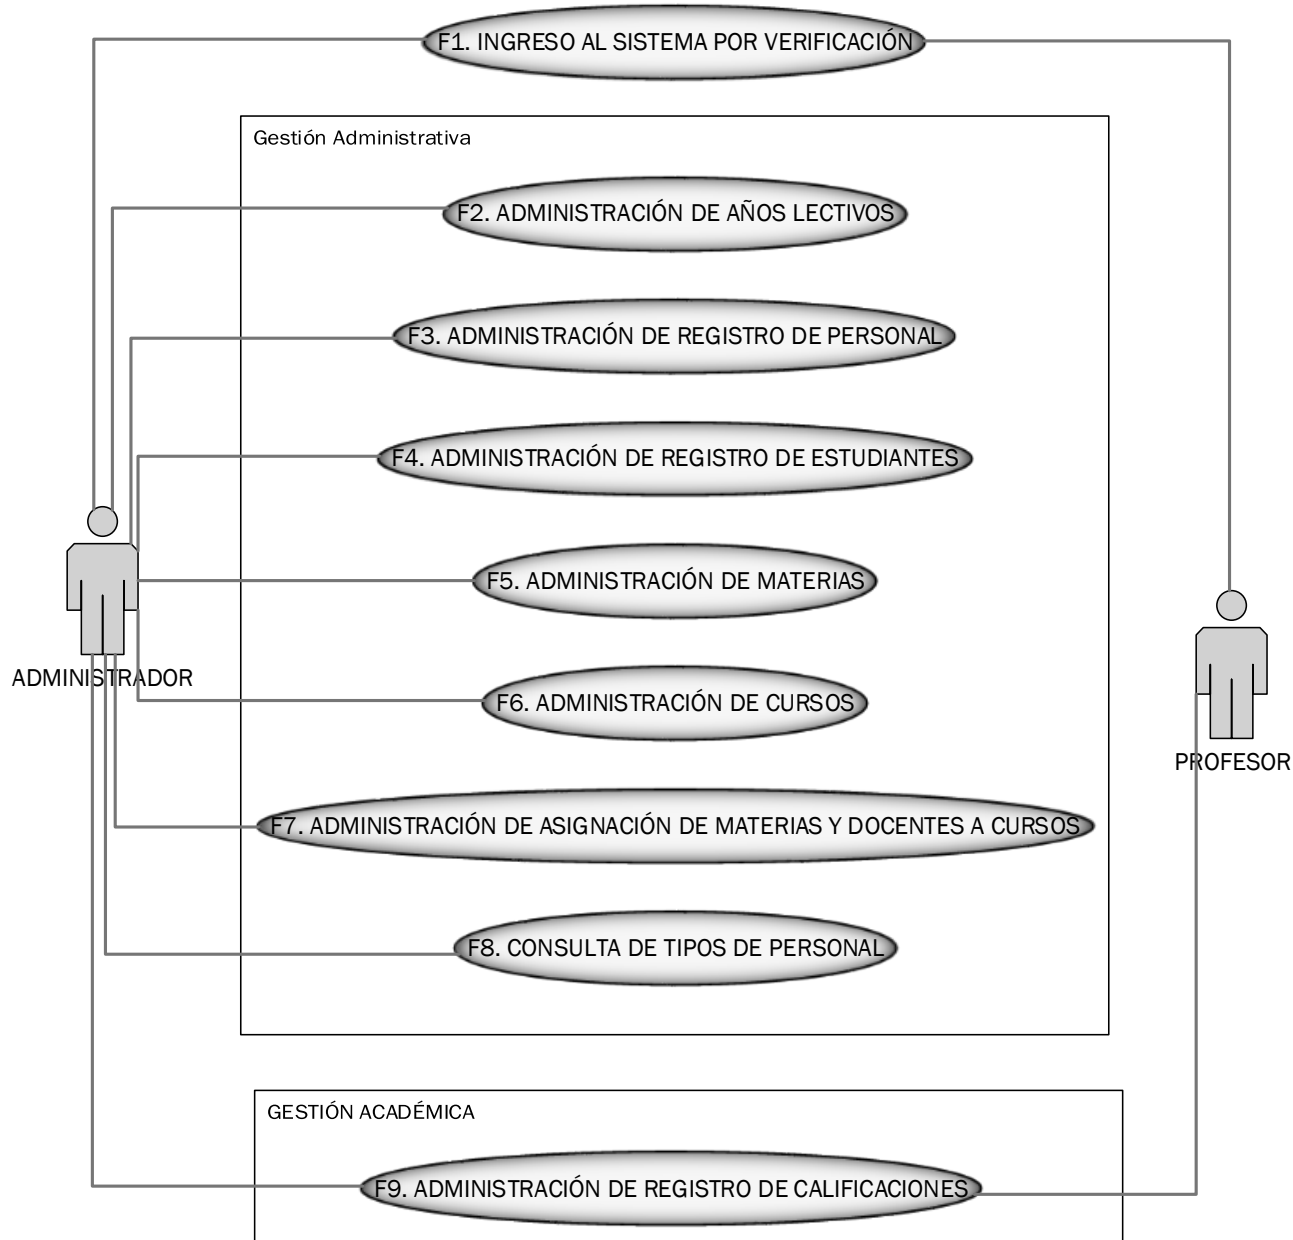 F1. INGRESO AL SISTEMA POR VERIFICACIÓN
Gestión Administrativa
F2. ADMINISTRACIÓN DE AÑOS LECTIVOS
F3. ADMINISTRACIÓN DE REGISTRO DE PERSONAL
F4. ADMINISTRACIÓN DE REGISTRO DE ESTUDIANTES
F5. ADMINISTRACIÓN DE MATERIAS
ADMINISTRADOR
F6. ADMINISTRACIÓN DE CURSOS
PROFESOR
F7. ADMINISTRACIÓN DE ASIGNACIÓN DE MATERIAS Y DOCENTES A CURSOS
F8. CONSULTA DE TIPOS DE PERSONAL
GESTIÓN ACADÉMICA
F9. ADMINISTRACIÓN DE REGISTRO DE CALIFICACIONES